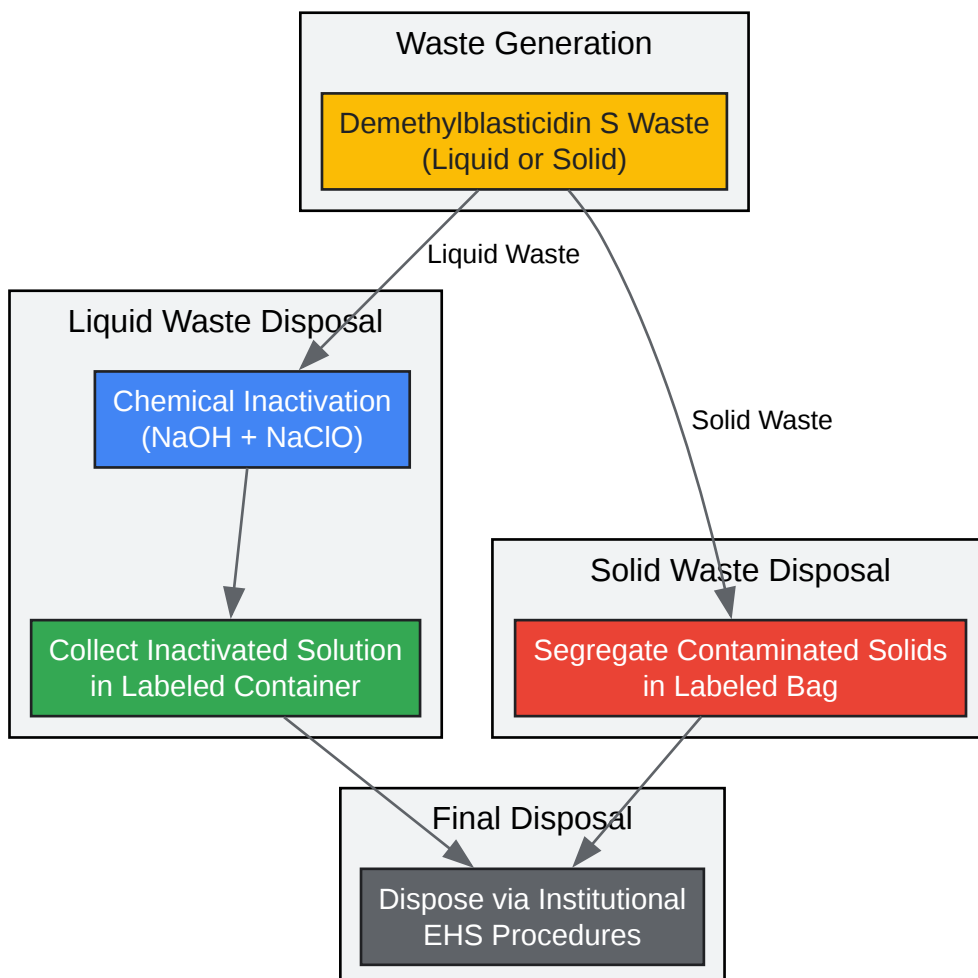 Waste Generation
Demethylblasticidin S Waste
(Liquid or Solid)
Liquid Waste
Liquid Waste Disposal
Chemical Inactivation
(NaOH + NaClO)
Solid Waste
Solid Waste Disposal
Collect Inactivated Solution
in Labeled Container
Segregate Contaminated Solids
in Labeled Bag
Final Disposal
Dispose via Institutional
EHS Procedures